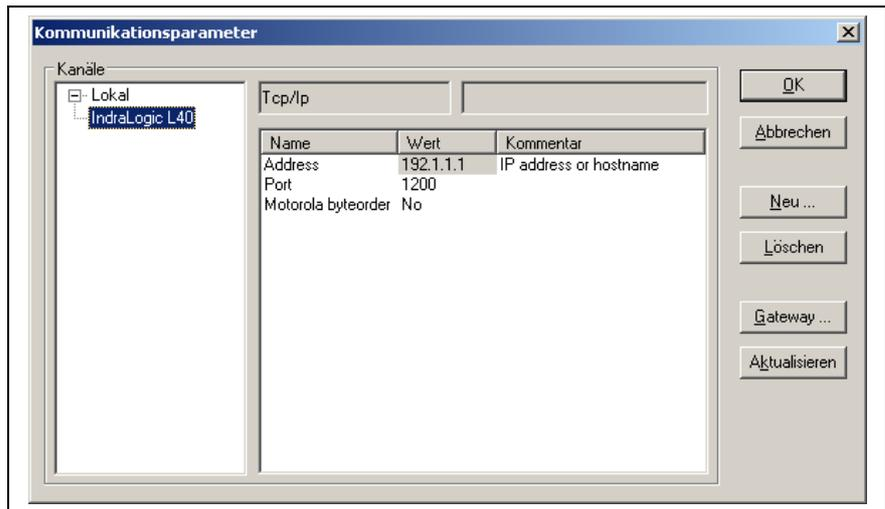 Kommunikationsparameter
Kanäle
Lokal
IndraLogic L40
Tcp/Ip
Name Wert Kommentar
Address 192.1.1.1 IP address or hostname
Port 1200
Motorola byteorder No
OK
Abbrechen
Neu ...
Löschen
Gateway ...
Aktualisieren